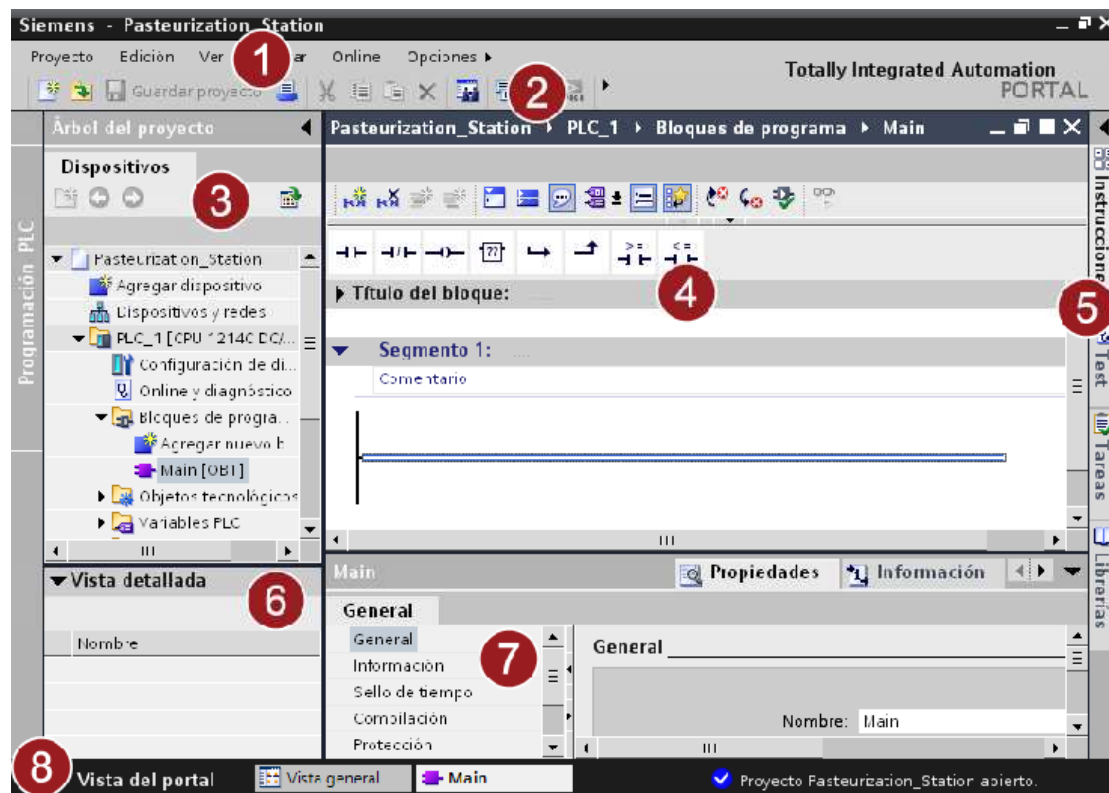 Siemens - Pasteurization_Station
Proyecto Edición Ver ar Online Opciones
Totally Integrated Automation
PORTAL
Guardar proyecto
Árbol del proyecto
Pasteurization_Station PLC_1 Bloques de programa Main
Dispositivos
Programación PLC
Pasteurization_Station
Agregar dispositivo
Dispositivos y redes
PLC_1 [CPU 1214C DC/...
Configuración de di...
Online y diagnóstico
Bloques de progra...
Agregar nuevo b
Main [OB1]
Objetos tecnológicos
Variables PLC
Título del bloque: .....
Segmento 1: .....
Comentario
Instrucciones
Test
Tareas
Librerías
1
2
3
4
5
6
7
8
Vista detallada
Nombre
Main
Propiedades
Información
General
General
Información
Sello de tiempo
Compilación
Protección
General
Nombre: Main
Vista del portal
Vista general
Main
Proyecto Pasteurization_Station abierto.